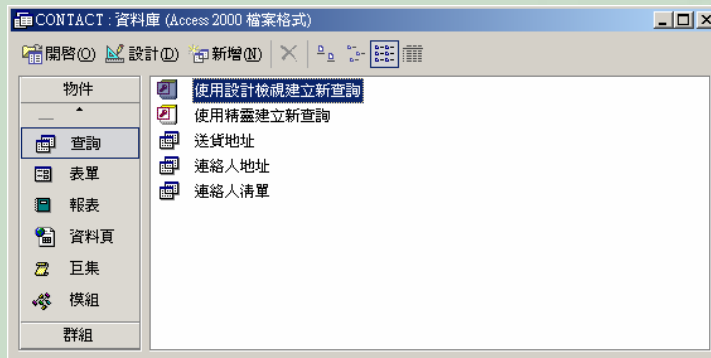 CONTACT : 資料庫 (Access 2000 檔案格式)
開啓(O) 設計(D) 新增(N)
物件
查詢
表單
報表
資料頁
巨集
模組
群組
使用設計檢視建立新查詢
使用精靈建立新查詢
送貨地址
連絡人地址
連絡人清單